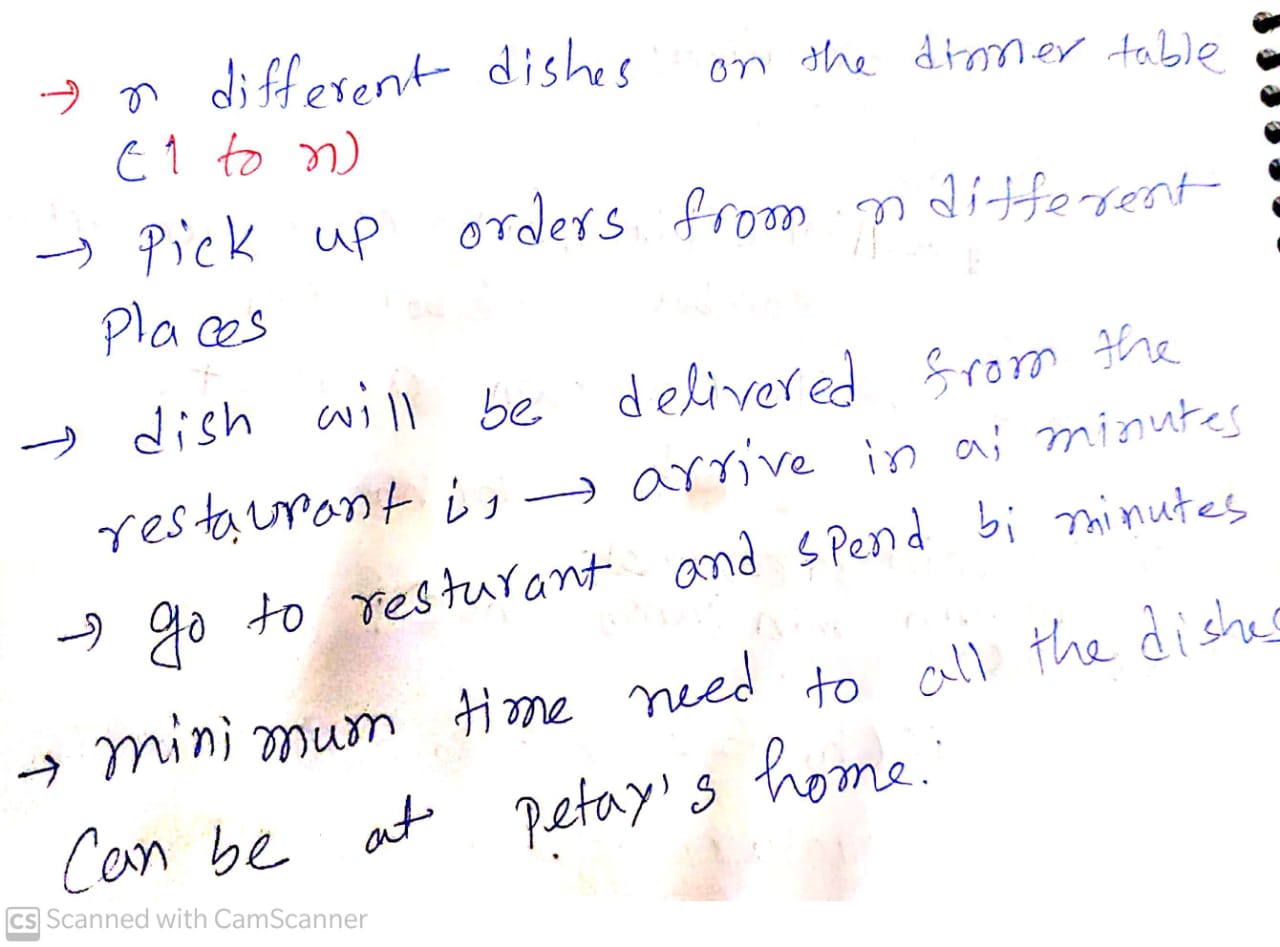 → n different dishes on the dinner table
(1 to n)
→ Pick up orders from n different
Places
→ dish will be delivered from the
restaurant i, → arrive in ai minutes
→ go to resturant and spend bi minutes
→ minimum time need to all the dishes
Can be at petay's home.
CS Scanned with CamScanner